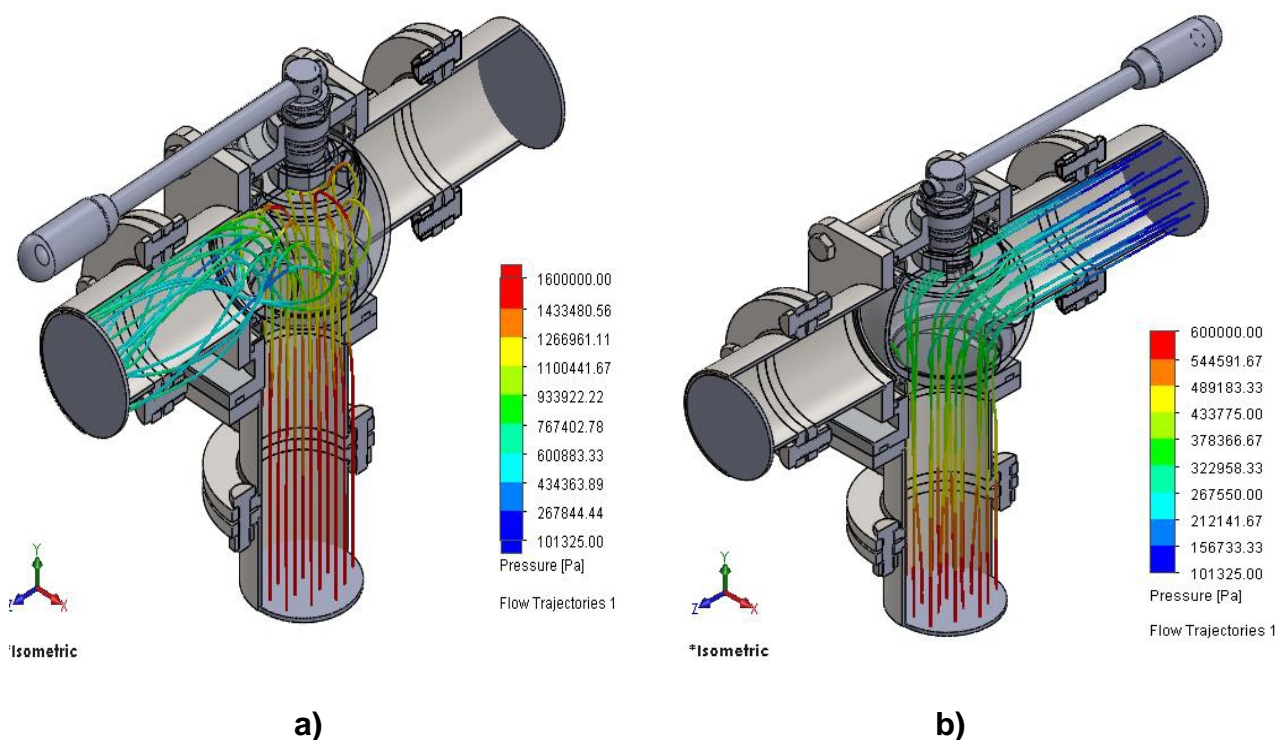 1600000.00
1433480.56
1266961.11
1100441.67
933922.22
767402.78
600883.33
434363.89
267844.44
101325.00
Pressure [Pa]
Flow Trajectories 1
Y
Z
X
*Isometric
a)
600000.00
544591.67
489183.33
433775.00
378366.67
322958.33
267550.00
212141.67
156733.33
101325.00
Pressure [Pa]
Flow Trajectories 1
Y
Z
X
*Isometric
b)